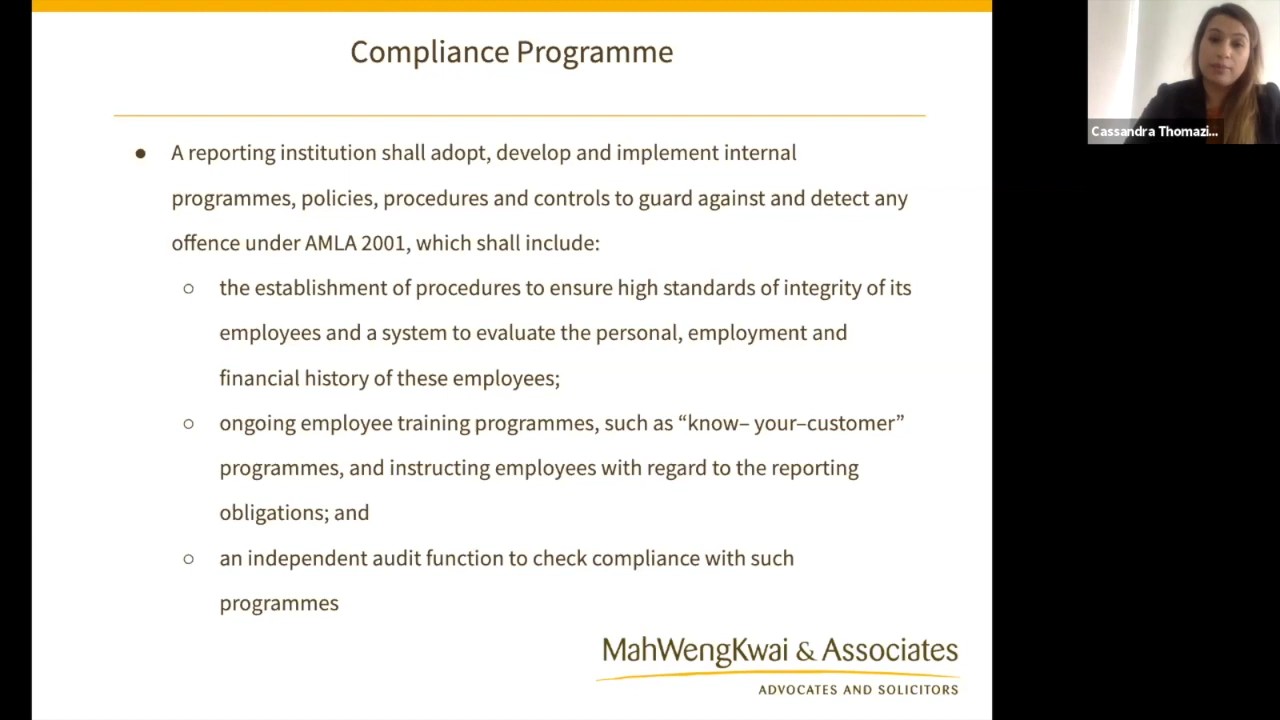 Compliance Programme
Cassandra Thomazi...
● A reporting institution shall adopt, develop and implement internal
programmes, policies, procedures and controls to guard against and detect any
offence under AMLA 2001, which shall include:
○ the establishment of procedures to ensure high standards of integrity of its
employees and a system to evaluate the personal, employment and
financial history of these employees;
○ ongoing employee training programmes, such as “know– your–customer”
programmes, and instructing employees with regard to the reporting
obligations; and
○ an independent audit function to check compliance with such
programmes
MahWengKwai & Associates
ADVOCATES AND SOLICITORS